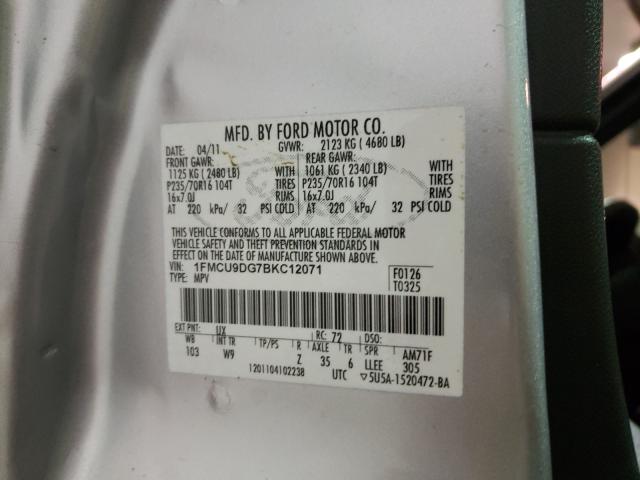 MFD. BY FORD MOTOR CO.
DATE: 04/11 GVWR: 2123 KG ( 4680 LB)
FRONT GAWR: REAR GAWR:
1125 KG ( 2480 LB) WITH 1061 KG ( 2340 LB) WITH
P235/70R16 104T TIRES P235/70R16 104T TIRES
16x7.0J RIMS 16x7.0J RIMS
AT 220 kPa/ 32 PSI COLD AT 220 kPa/ 32 PSI COLD
THIS VEHICLE CONFORMS TO ALL APPLICABLE FEDERAL MOTOR
VEHICLE SAFETY AND THEFT PREVENTION STANDARDS IN
EFFECT ON THE DATE OF MANUFACTURE SHOWN ABOVE.
VIN: 1FMCU9DG7BKC12071 F0126
TYPE: MPV T0325
EXT PNT: UX RC: 72 DSO:
WB INT TR TP/PS R AXLE TR SPR AM71F
103 W9 Z 35 6 LLEE 305
1201104102238 UTC ▽5U5A-1520472-BA